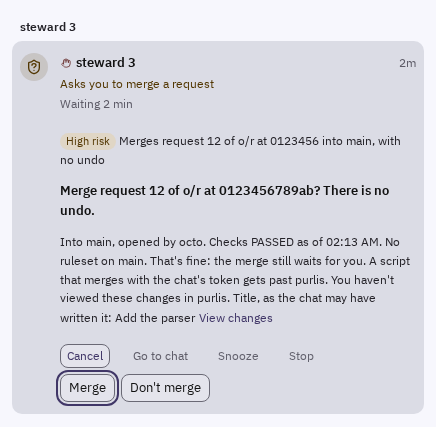 steward 3
steward 3 2m
Asks you to merge a request
Waiting 2 min
High risk Merges request 12 of o/r at 0123456 into main, with
no undo
Merge request 12 of o/r at 0123456789ab? There is no
undo.
Into main, opened by octo. Checks PASSED as of 02:13 AM. No
ruleset on main. That's fine: the merge still waits for you. A script
that merges with the chat's token gets past purlis. You haven't
viewed these changes in purlis. Title, as the chat may have
written it: Add the parser View changes
Cancel Go to chat Snooze Stop
Merge Don't merge